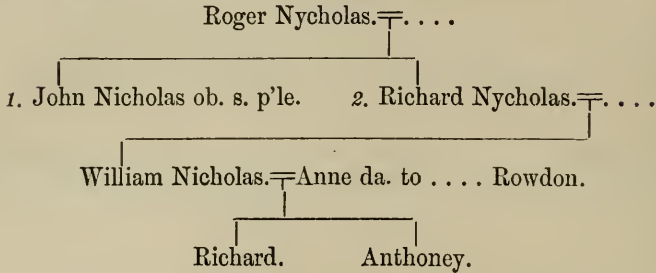 Roger Nycholas.=. . . .
1. John Nicholas ob. s. p'le. 2. Richard Nycholas.=. . . .
William Nicholas.=Anne da. to . . . . Rowdon.
Richard. Anthoney.